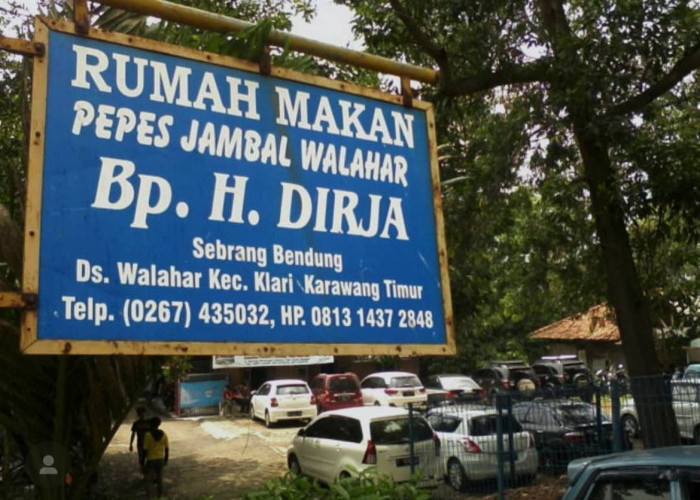 RUMAH MAKAN
PEPES JAMBAL WALAHAR
Bp. H. DIRJA
Sebrang Bendung
Ds. Walahar Kec. Klari Karawang Timur
Telp. (0267) 435032, HP. 0813 1437 2848